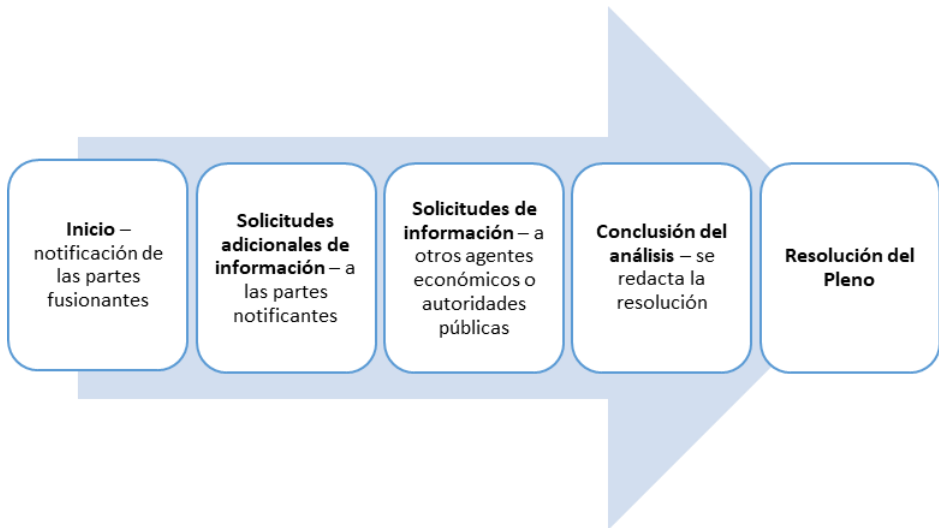 Inicio –
notificación de
las partes
fusionantes
Solicitudes
adicionales de
información – a
las partes
notificantes
Solicitudes de
información – a
otros agentes
económicos o
autoridades
públicas
Conclusión del
análisis – se
redacta la
resolución
Resolución del
Pleno